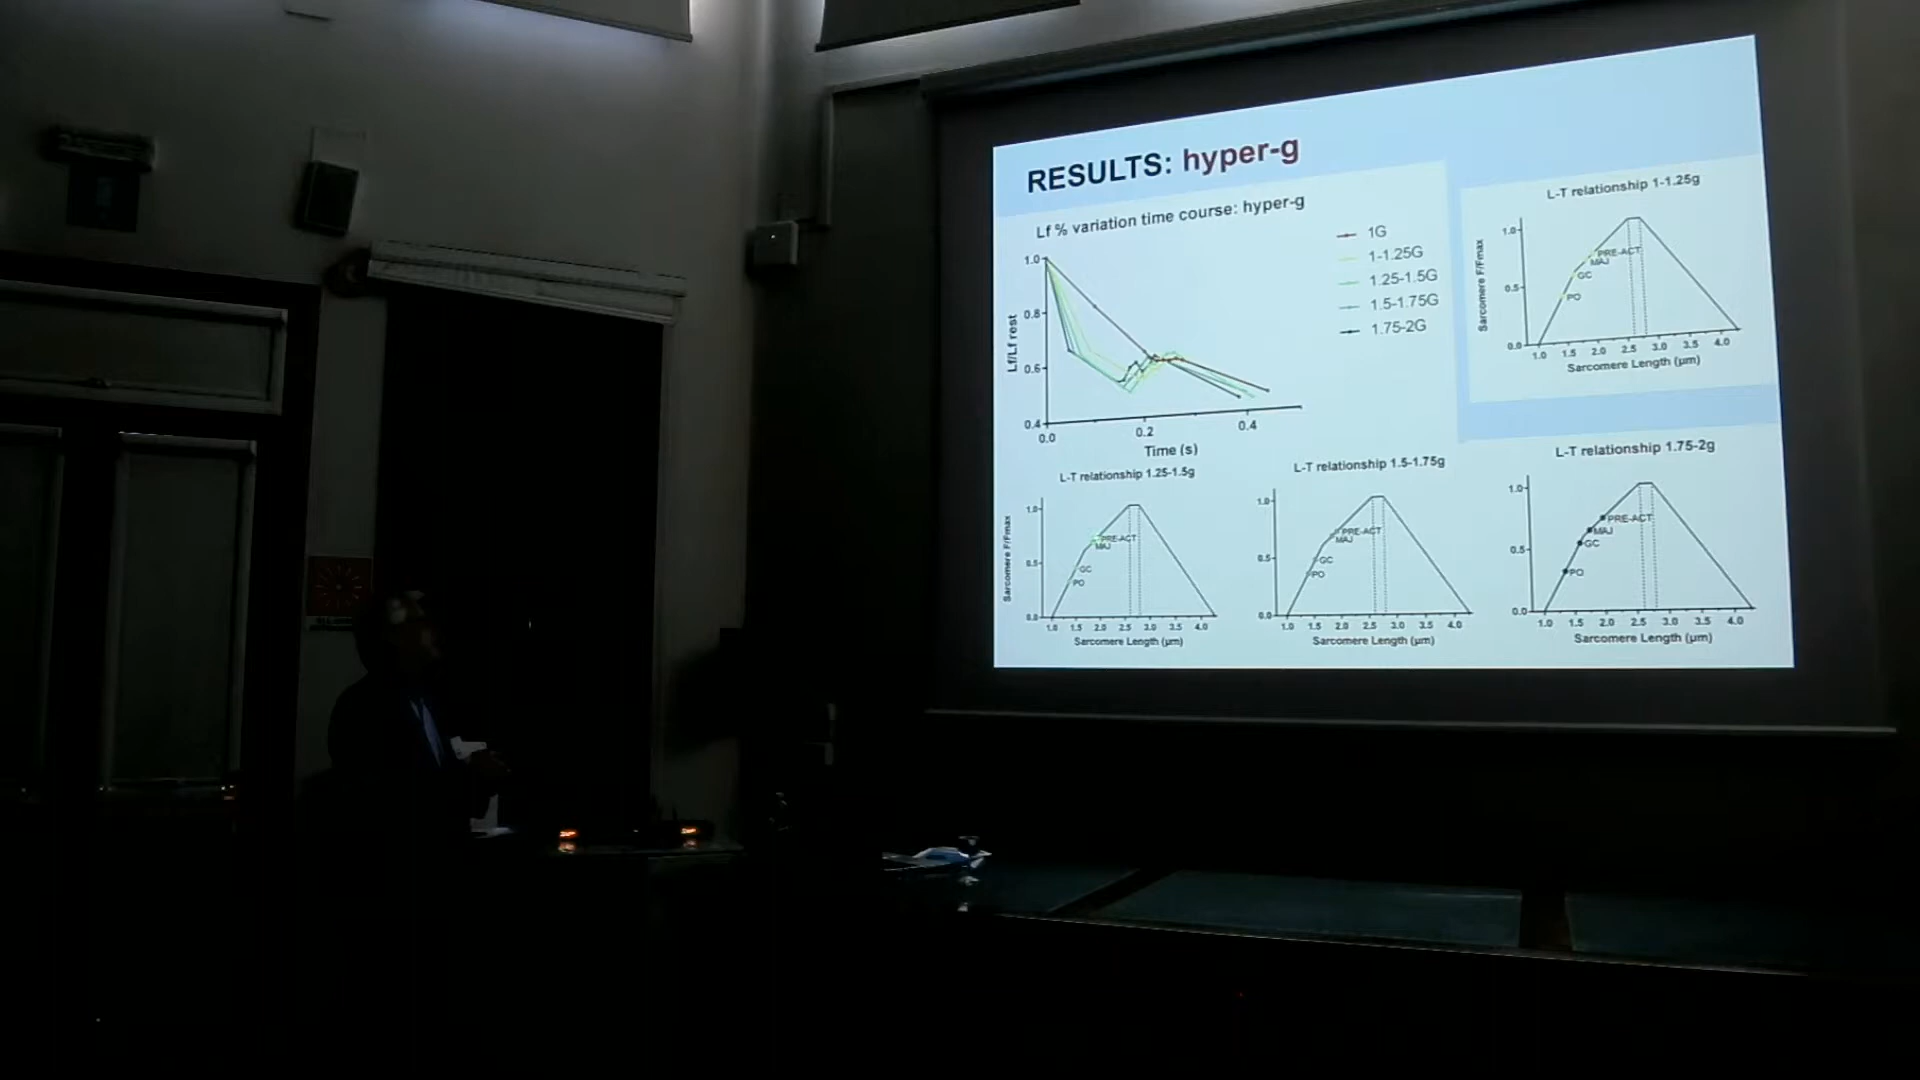 RESULTS: hyper-g
Lf % variation time course: hyper-g
1G
1-1.25G
1.25-1.5G
1.5-1.75G
1.75-2G
Lf/Lf rest
1.0
0.8
0.6
0.4
0.0
0.2
0.4
Time (s)
L-T relationship 1-1.25g
Sarcomere F/Fmax
1.0
0.5
0.0
PRE-ACT
MAJ
GC
PO
1.0 1.5 2.0 2.5 3.0 3.5 4.0
Sarcomere Length (µm)
L-T relationship 1.25-1.5g
Sarcomere F/Fmax
1.0
0.5
0.0
PRE-ACT
MAJ
GC
PO
1.0 1.5 2.0 2.5 3.0 3.5 4.0
Sarcomere Length (µm)
L-T relationship 1.5-1.75g
1.0
0.5
0.0
PRE-ACT
MAJ
GC
PO
1.0 1.5 2.0 2.5 3.0 3.5 4.0
Sarcomere Length (µm)
L-T relationship 1.75-2g
1.0
0.5
0.0
PRE-ACT
MAJ
GC
PO
1.0 1.5 2.0 2.5 3.0 3.5 4.0
Sarcomere Length (µm)